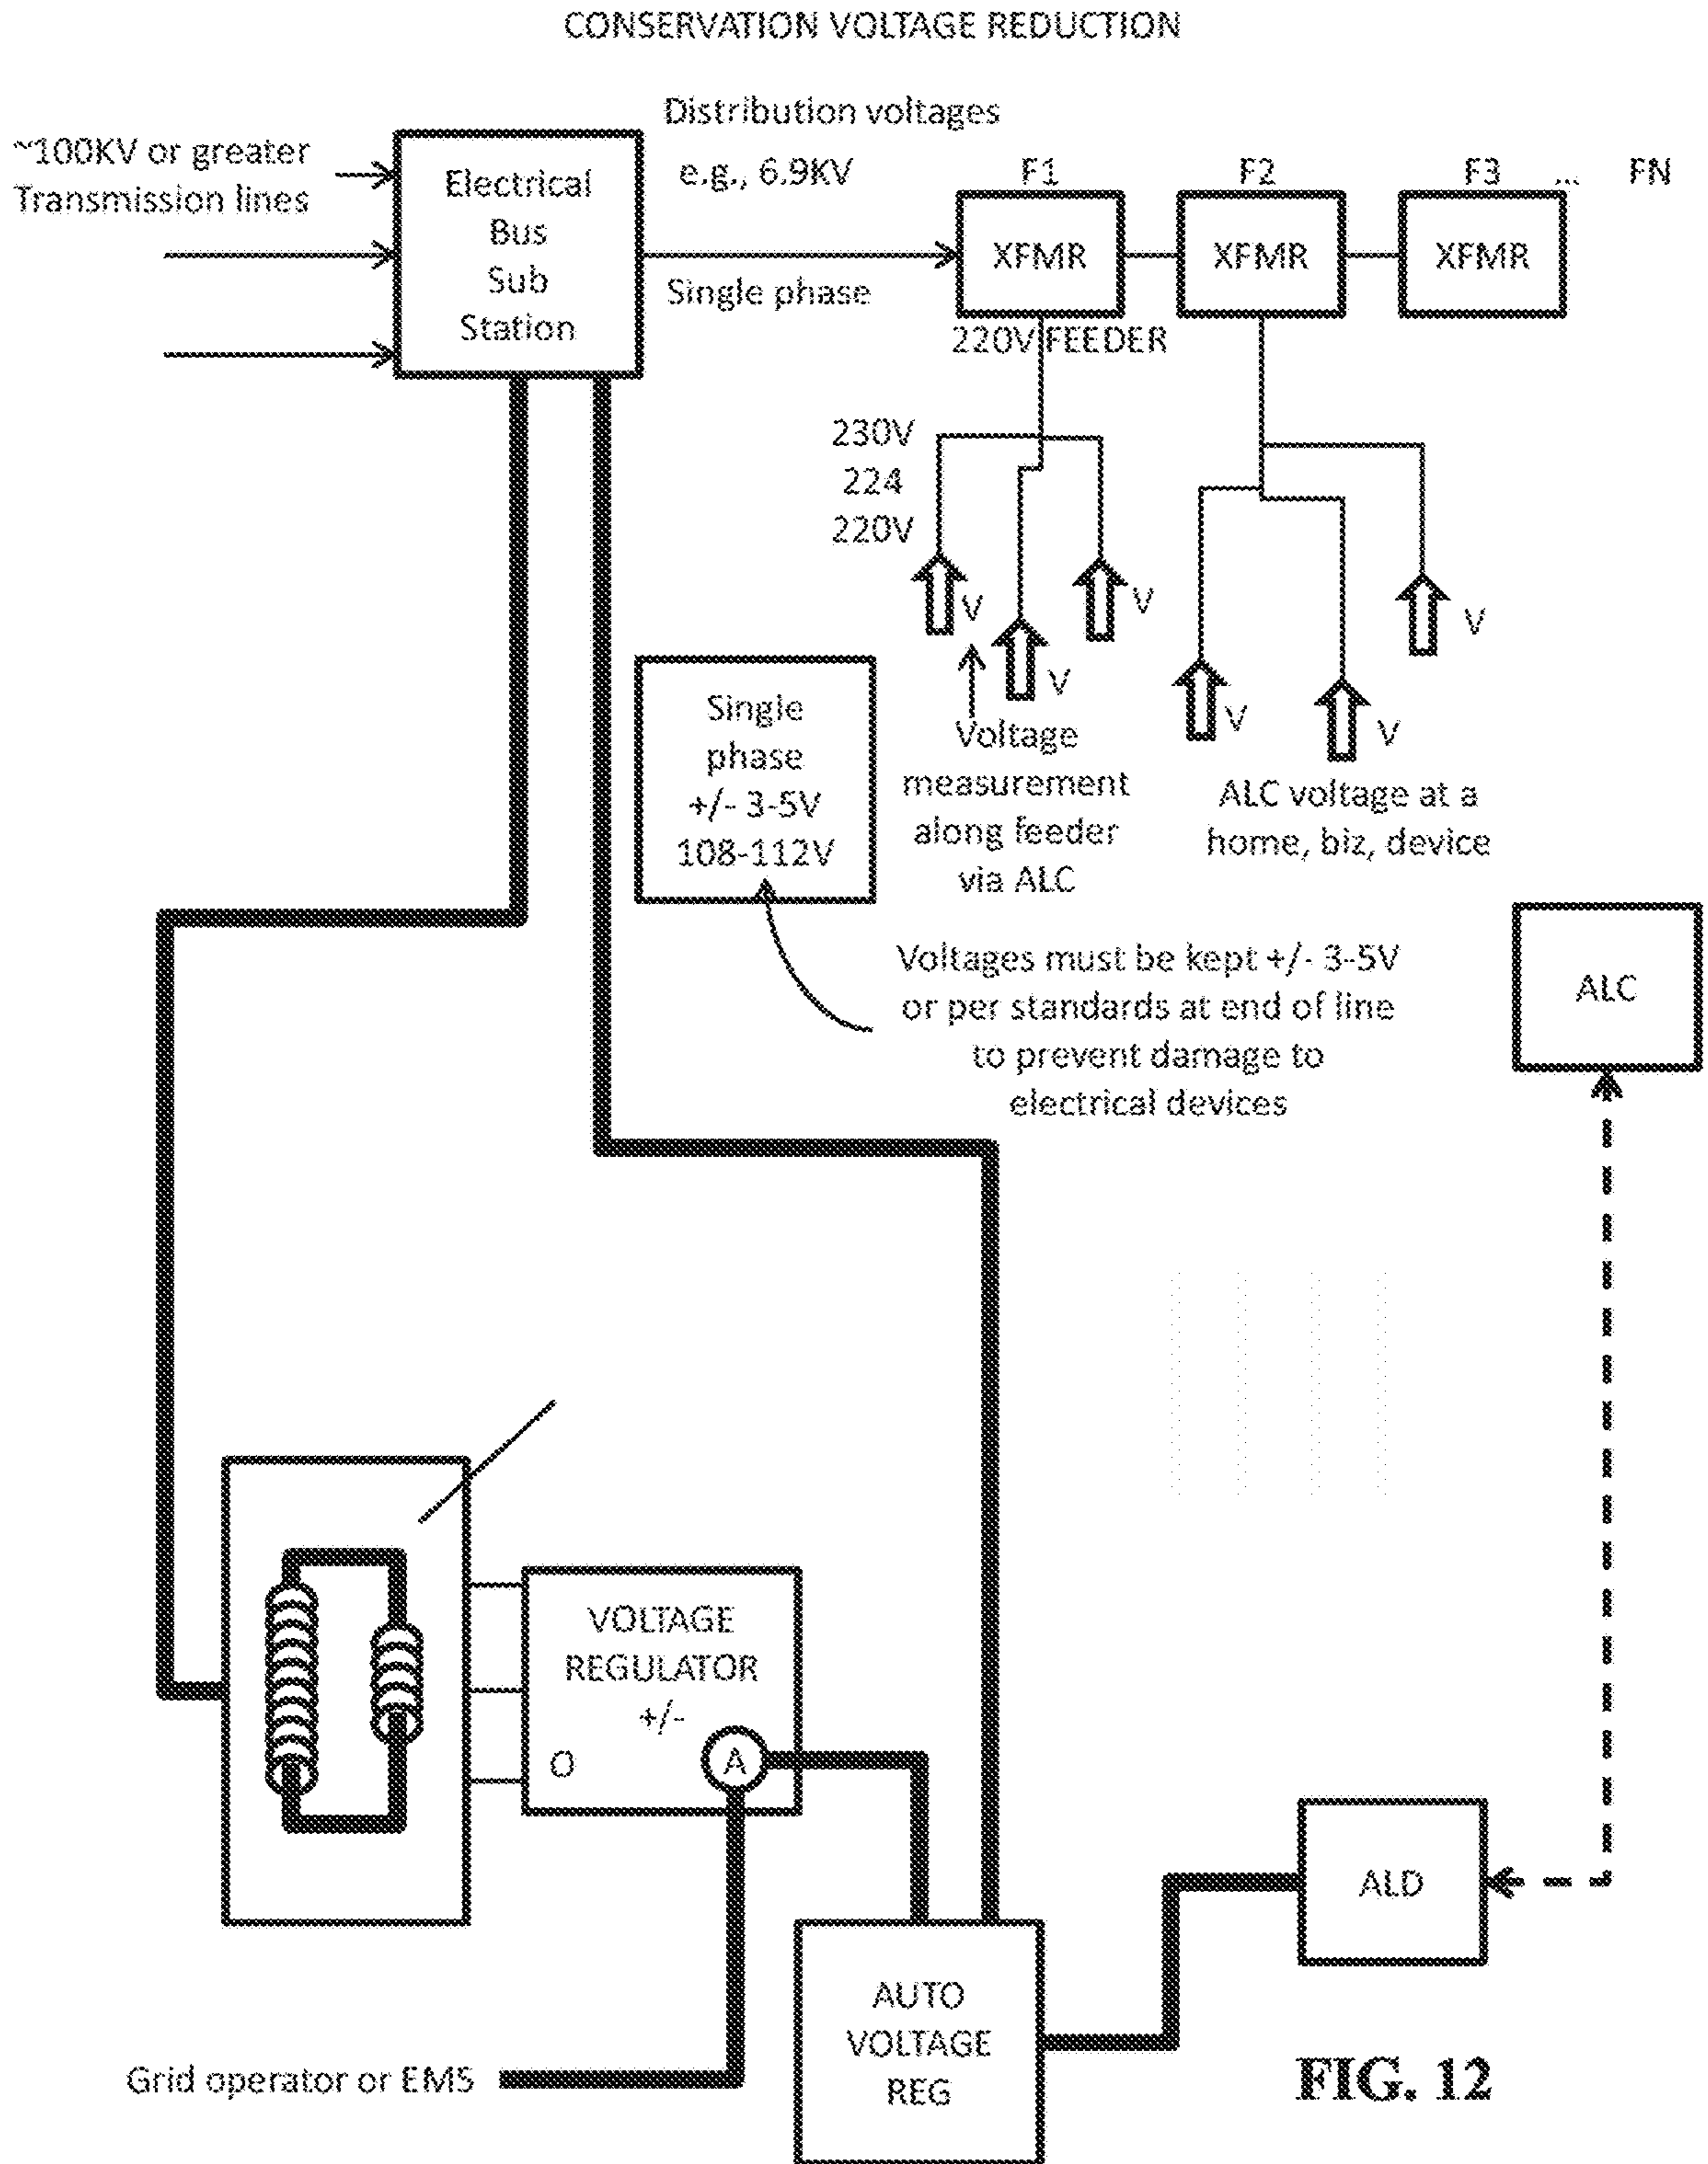 CONSERVATION VOLTAGE REDUCTION
Distribution voltages
~100KV or greater
Transmission lines
e.g., 6.9KV
F1
F2
F3
...
FN
Electrical
Bus
Sub
Station
XFMR
XFMR
XFMR
Single phase
220V FEEDER
230V
224
220V
V
V
V
V
V
V
Single
phase
+/- 3-5V
108-112V
Voltage
measurement
along feeder
via ALC
ALC voltage at a
home, biz, device
Voltages must be kept +/- 3-5V
or per standards at end of line
to prevent damage to
electrical devices
ALC
VOLTAGE
REGULATOR
+/-
O
A
ALD
AUTO
VOLTAGE
REG
Grid operator or EMS
FIG. 12